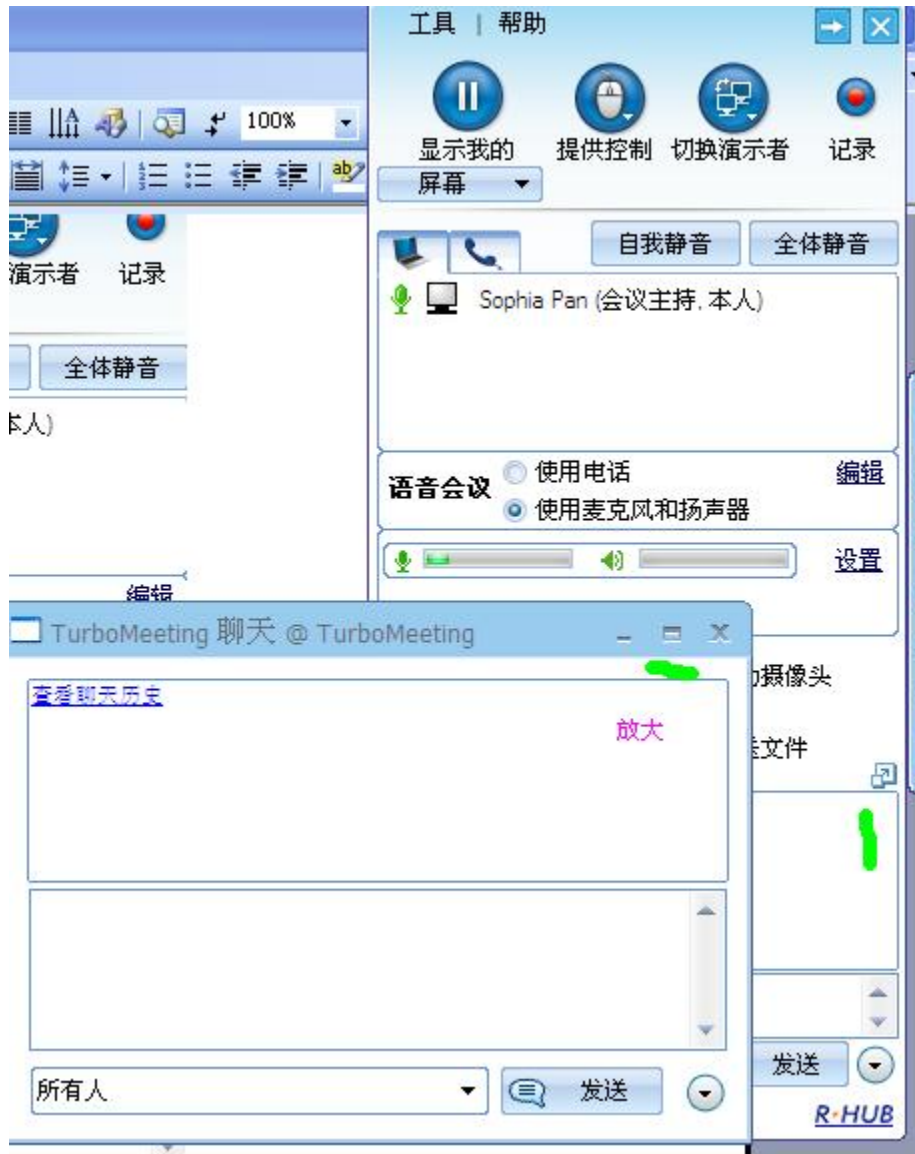 工具 | 帮助
100%
显示我的
屏幕
提供控制
切换演示者
记录
演示者
记录
自我静音
全体静音
全体静音
Sophia Pan (会议主持, 本人)
本人)
语音会议
使用电话
编辑
使用麦克风和扬声器
设置
编辑
TurboMeeting 聊天 @ TurboMeeting
摄像头
查看聊天历史
放大
文件
所有人
发送
发送
R·HUB